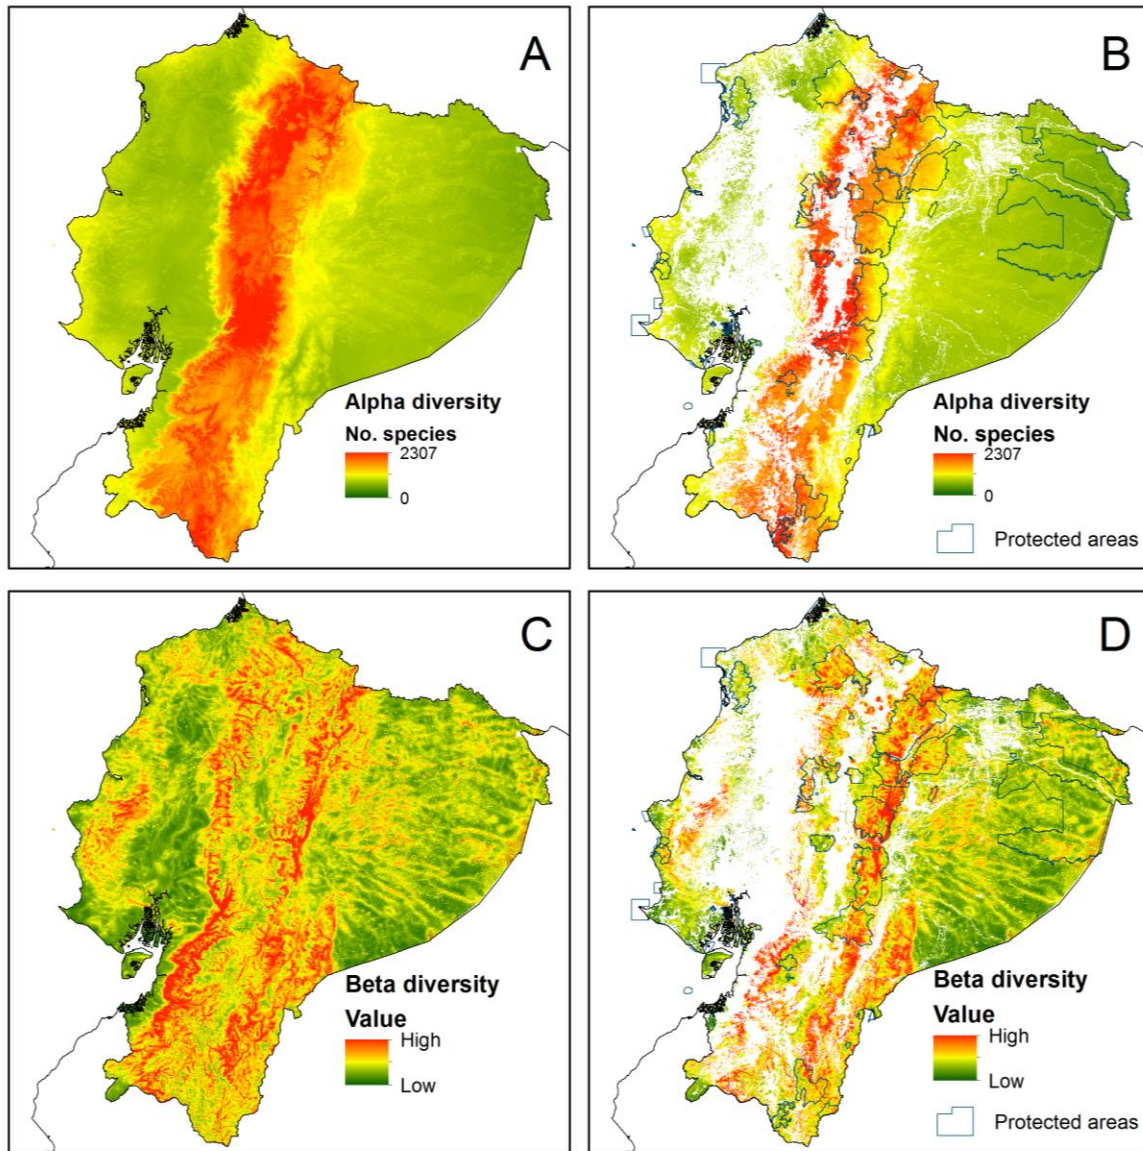 A
Alpha diversity
No. species
2307
0
B
Alpha diversity
No. species
2307
0
Protected areas
C
Beta diversity
Value
High
Low
D
Beta diversity
Value
High
Low
Protected areas